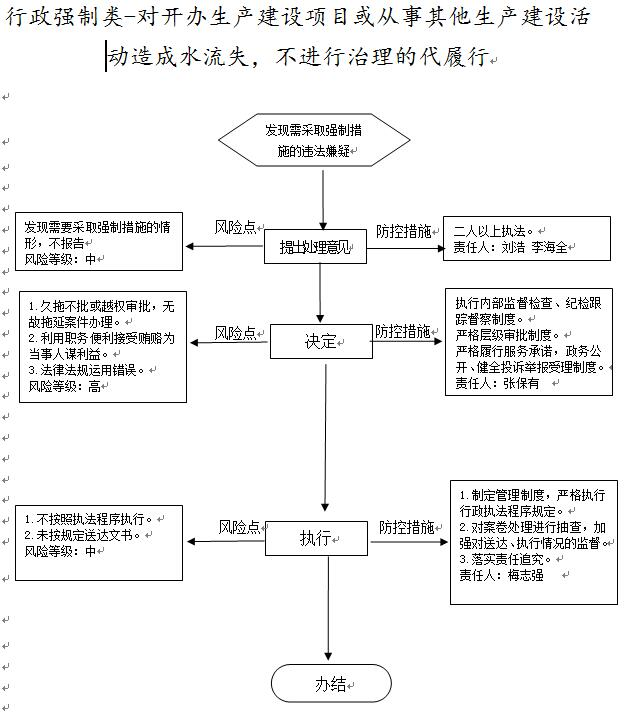 行政强制类-对开办生产建设项目或从事其他生产建设活
动造成水流失，不进行治理的代履行
发现需采取强制措
施的违法嫌疑
发现需要采取强制措施的情
形，不报告
风险等级：中
风险点
提出处理意见
防控措施
二人以上执法。
责任人：刘浩 李海全
1.久拖不批或越权审批，无
故拖延案件办理。
2.利用职务便利接受贿赂为
当事人谋利益。
3.法律法规运用错误。
风险等级：高
风险点
决定
防控措施
执行内部监督检查、纪检跟
踪督察制度。
严格层级审批制度。
严格履行服务承诺，政务公
开、健全投诉举报受理制度。
责任人：张保有
1.不按照执法程序执行。
2.未按规定送达文书。
风险等级：中
风险点
执行
防控措施
1.制定管理制度，严格执行
行政执法程序规定。
2.对案卷处理进行抽查，加
强对送达、执行情况的监督。
3.落实责任追究。
责任人：梅志强
办结